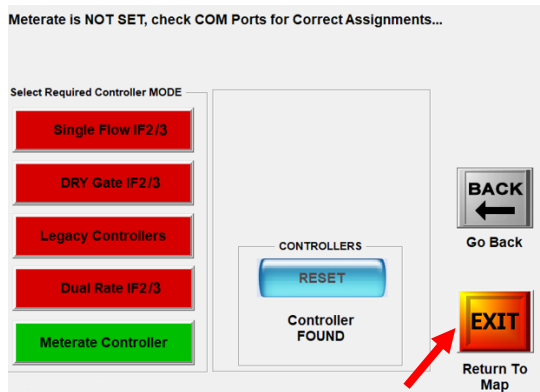 Meterate is NOT SET, check COM Ports for Correct Assignments...
Select Required Controller MODE
Single Flow IF2/3
DRY Gate IF2/3
Legacy Controllers
Dual Rate IF2/3
Meterate Controller
CONTROLLERS
RESET
Controller
FOUND
BACK
Go Back
EXIT
Return To
Map